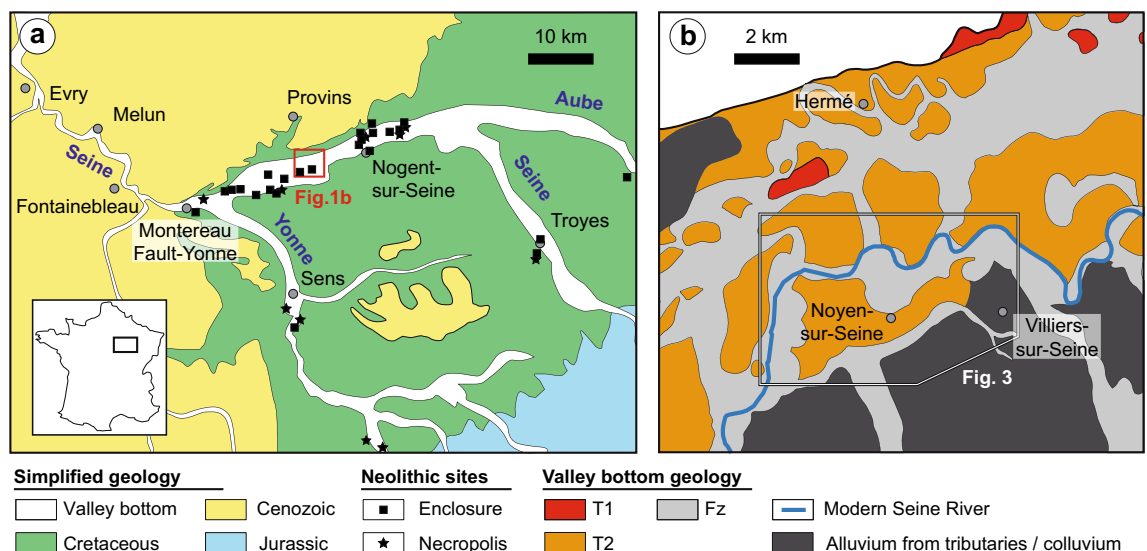 a
10 km
Evry
Melun
Provins
Aube
Seine
Fontainebleau
Nogent-
sur-Seine
Fig.1b
Seine
Montereau
Fault-Yonne
Yonne
Troyes
Sens
b
2 km
Hermé
Noyen-
sur-Seine
Villiers-
sur-Seine
Fig. 3
Simplified geology
Valley bottom
Cenozoic
Cretaceous
Jurassic
Neolithic sites
Enclosure
Necropolis
Valley bottom geology
T1
Fz
Modern Seine River
T2
Alluvium from tributaries / colluvium